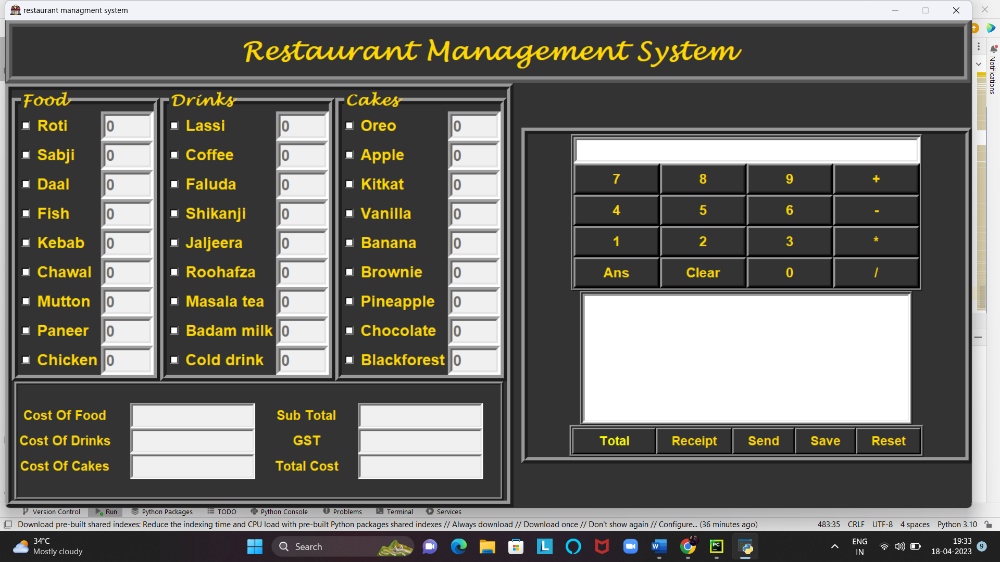 restaurant managment system
Restaurant Management System
Food
Roti 0
Sabji 0
Daal 0
Fish 0
Kebab 0
Chawal 0
Mutton 0
Paneer 0
Chicken 0
Drinks
Lassi 0
Coffee 0
Faluda 0
Shikanji 0
Jaljeera 0
Roohafza 0
Masala tea 0
Badam milk 0
Cold drink 0
Cakes
Oreo 0
Apple 0
Kitkat 0
Vanilla 0
Banana 0
Brownie 0
Pineapple 0
Chocolate 0
Blackforest 0
Cost Of Food
Cost Of Drinks
Cost Of Cakes
Sub Total
GST
Total Cost
7 8 9 +
4 5 6 -
1 2 3 *
Ans Clear 0 /
Total Receipt Send Save Reset
Notifications
Version Control Run Python Packages TODO Python Console Problems Terminal Services
Download pre-built shared indexes: Reduce the indexing time and CPU load with pre-built Python packages shared indexes // Always download // Download once // Don't show again // Configure... (36 minutes ago) 483:35 CRLF UTF-8 4 spaces Python 3.10
34°C
Mostly cloudy
Search
L
W
PC
ENG
IN
19:33
18-04-2023
9